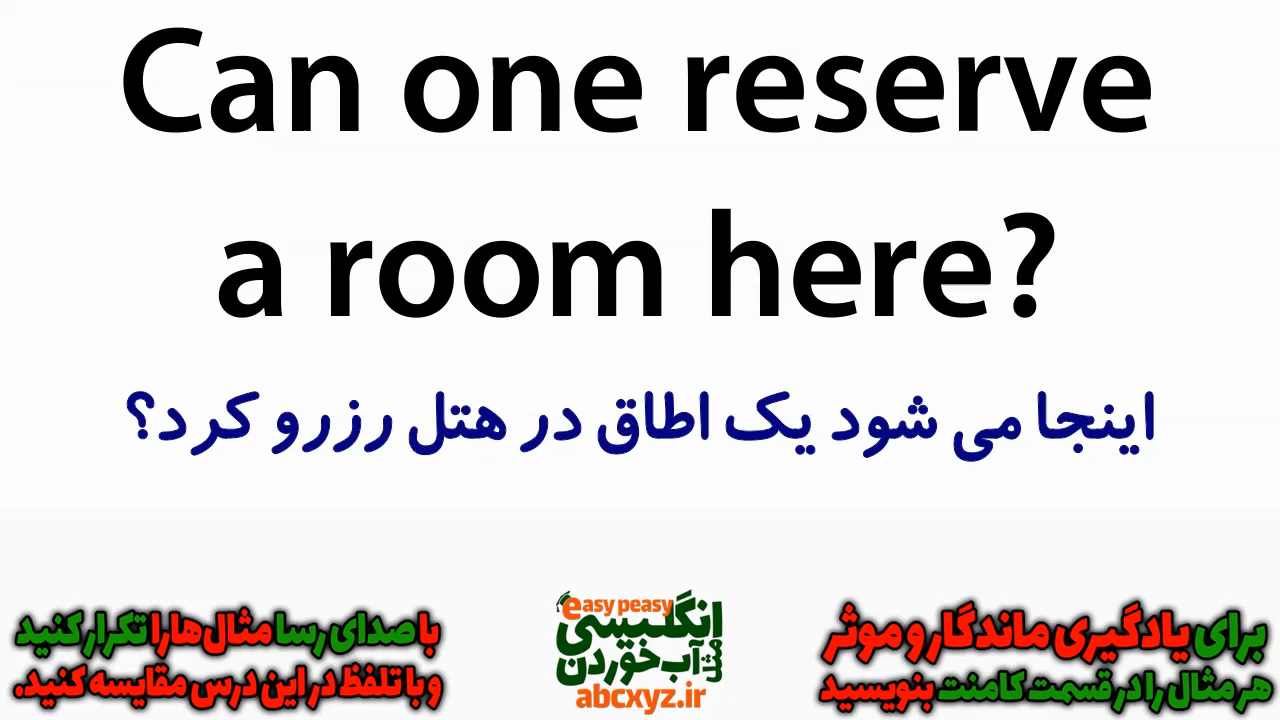 Can one reserve
a room here?
اینجا می شود یک اطاق در هتل رزرو کرد؟
برای یادگیری ماندگار و موثر
هر مثال را در قسمت کامنت بنویسید
easy peasy
انگلیسی
مثل آب خوردن
abcxyz.ir
با صدای رسا مثال‌ها را تکرار کنید
و با تلفظ در این درس مقایسه کنید.